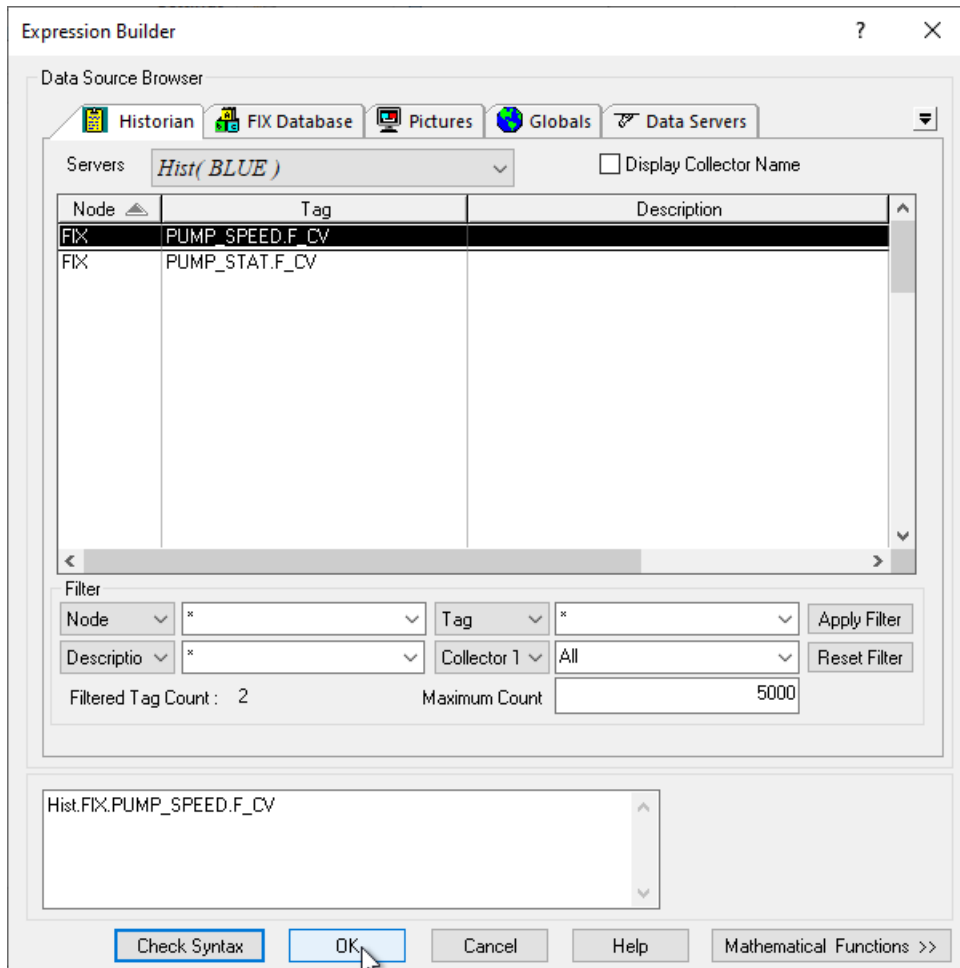 Expression Builder
?
Data Source Browser
Historian FIX Database Pictures Globals Data Servers
Servers Hist( BLUE ) Display Collector Name
Node Tag Description
FIX PUMP_SPEED.F_CV
FIX PUMP_STAT.F_CV
Filter
Node * Tag * Apply Filter
Descriptio * Collector T All Reset Filter
Filtered Tag Count : 2 Maximum Count 5000
Hist.FIX.PUMP_SPEED.F_CV
Check Syntax OK Cancel Help Mathematical Functions >>